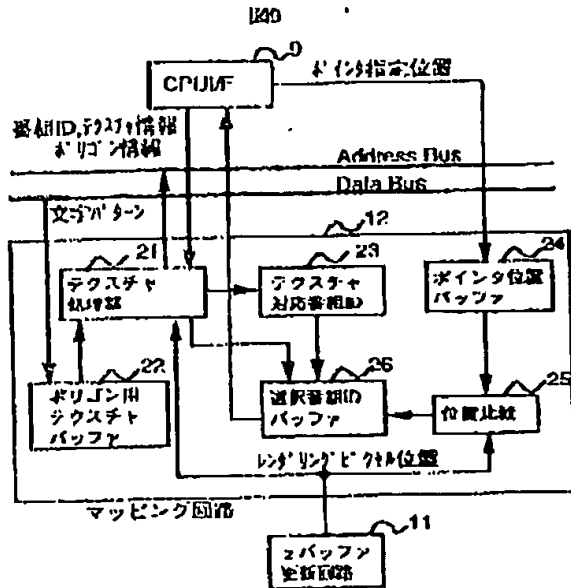 9
CPUI/F
ポインタ指定位置
番組ID,テクスチャ情報
ポリゴン情報
Address Bus
Data Bus
文字パターン
12
21
23
24
テクスチャ
処理部
テクスチャ
対応番組ID
ポインタ位置
バッファ
22
26
25
ポリゴン用
テクスチャ
バッファ
選択番組ID
バッファ
位置比較
レンダリングピクセル位置
マッピング回路
11
zバッファ
更新回路